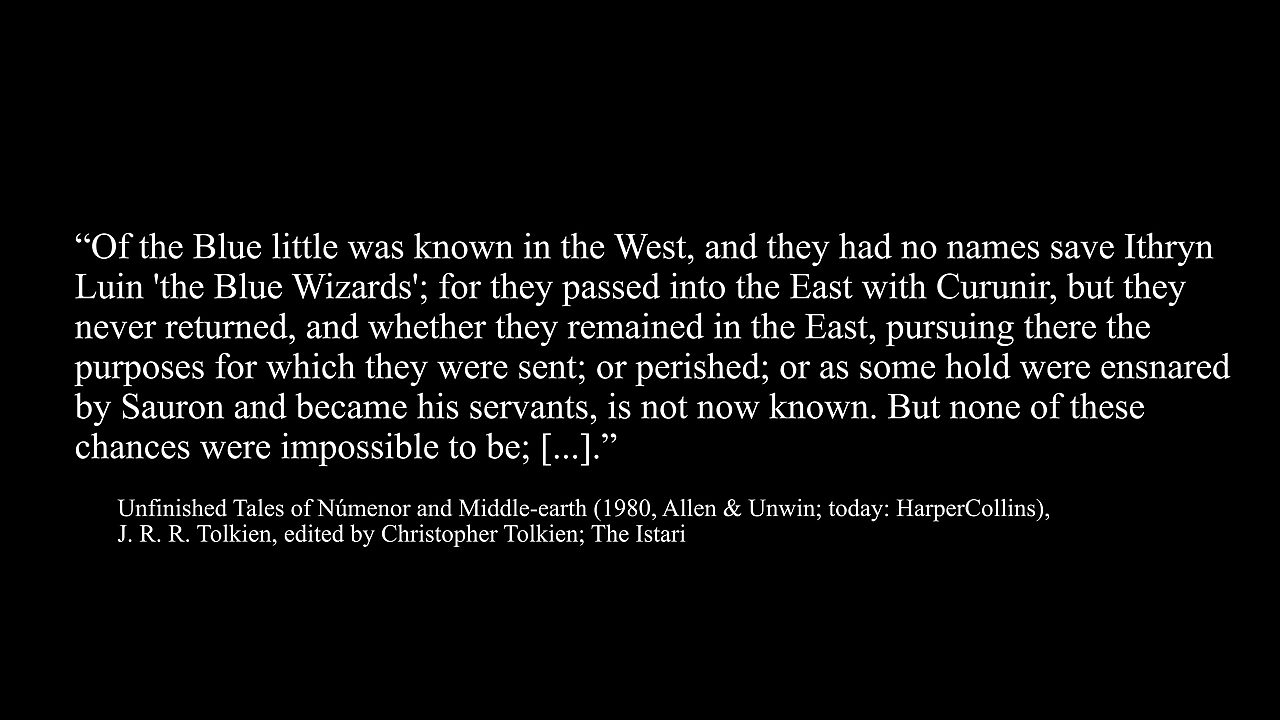 “Of the Blue little was known in the West, and they had no names save Ithryn
Luin 'the Blue Wizards'; for they passed into the East with Curunir, but they
never returned, and whether they remained in the East, pursuing there the
purposes for which they were sent; or perished; or as some hold were ensnared
by Sauron and became his servants, is not now known. But none of these
chances were impossible to be; [...].”
Unfinished Tales of Númenor and Middle-earth (1980, Allen & Unwin; today: HarperCollins),
J. R. R. Tolkien, edited by Christopher Tolkien; The Istari